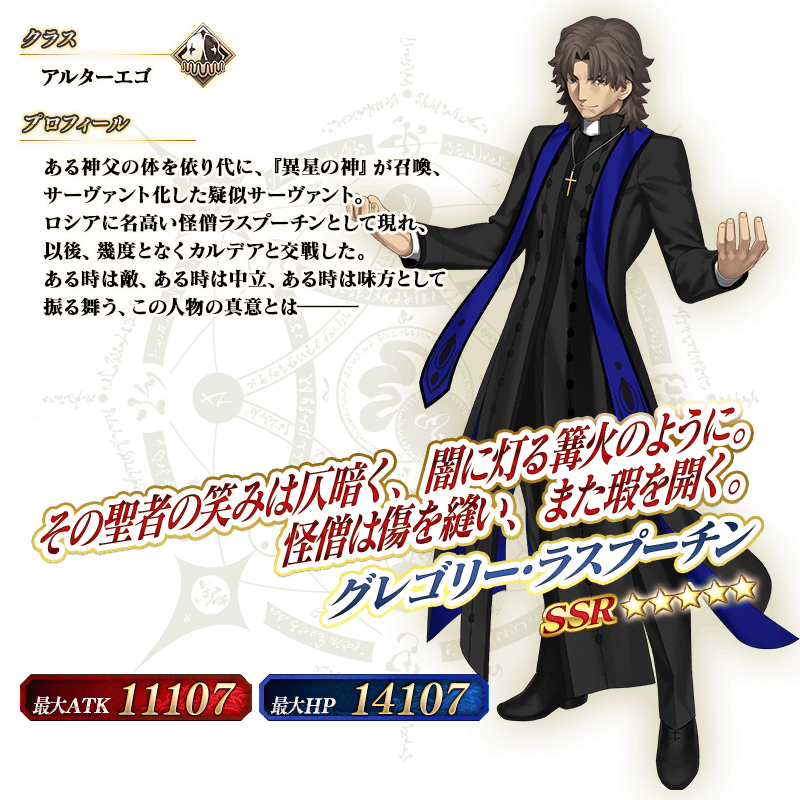 クラス
アルターエゴ
プロフィール
ある神父の体を依り代に、『異星の神』が召喚、
サーヴァント化した疑似サーヴァント。
ロシアに名高い怪僧ラスプーチンとして現れ、
以後、幾度となくカルデアと交戦した。
ある時は敵、ある時は中立、ある時は味方として
振る舞う、この人物の真意とは―――
その聖者の笑みは仄暗く、闇に灯る篝火のように。
怪僧は傷を縫い、また瑕を開く。
グレゴリー・ラスプーチン
SSR ★★★★★
最大ATK 11107
最大HP 14107